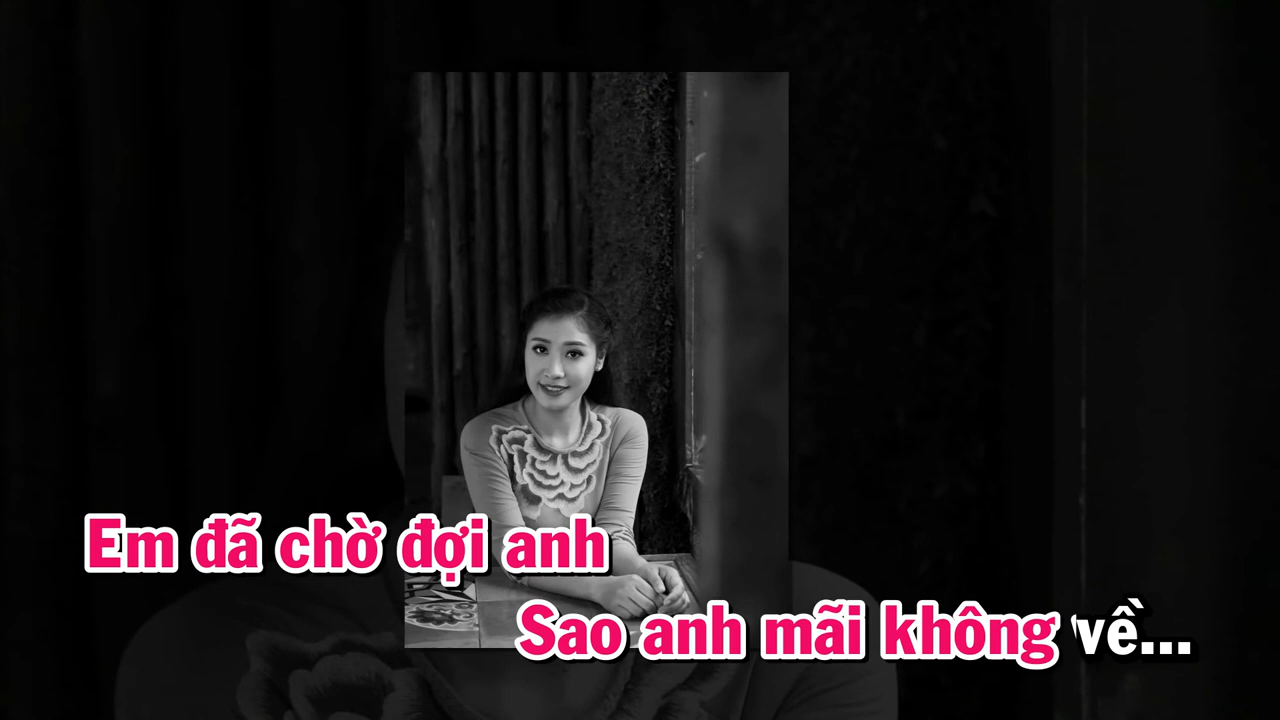 Em đã chờ đợi anh
Sao anh mãi không về...